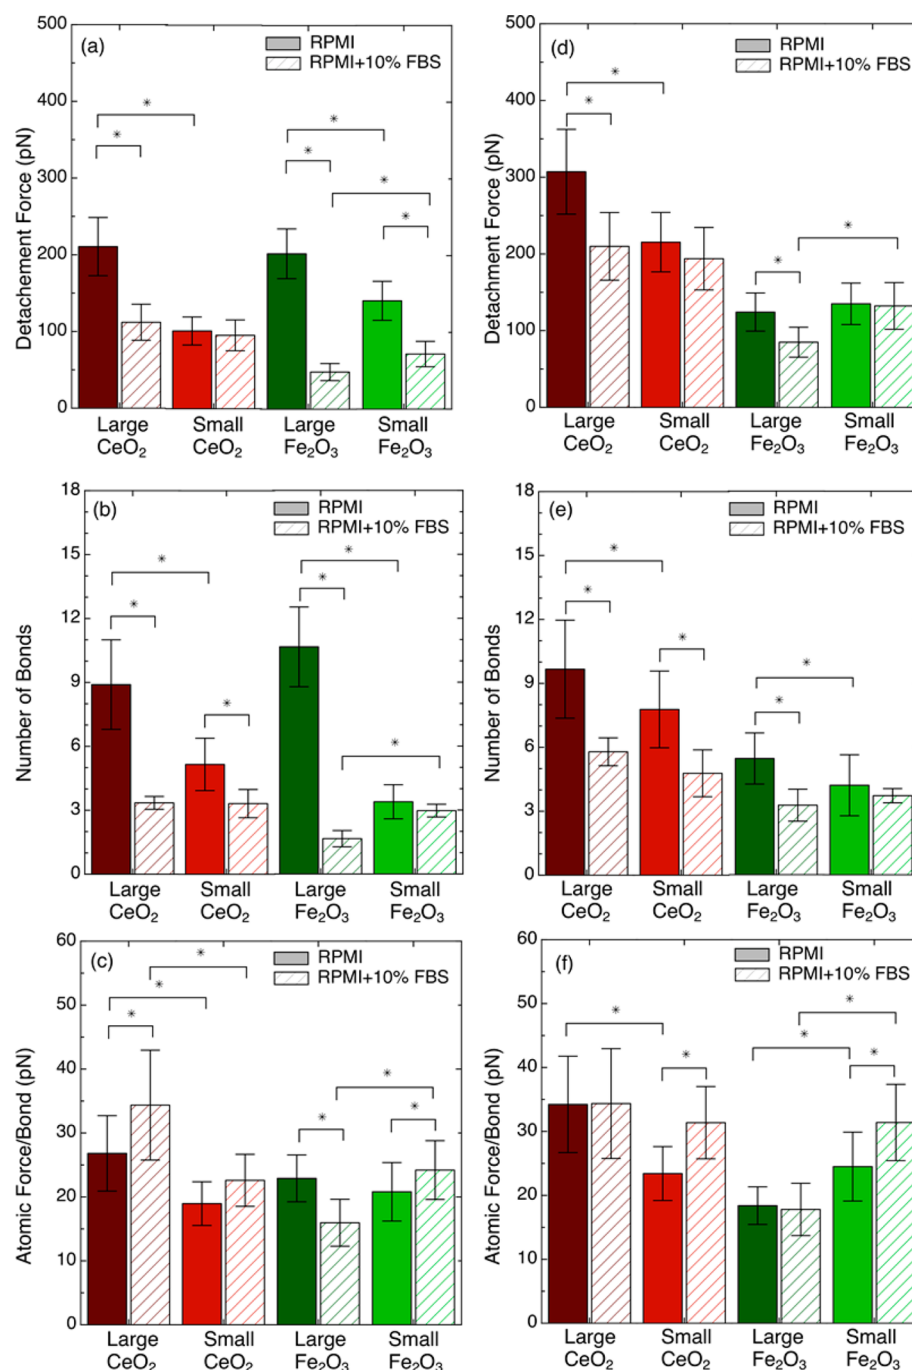 (a)
RPMI
RPMI+10% FBS
Detachement Force (pN)
500
400
300
200
100
0
*
*
*
*
*
*
Large CeO₂
Small CeO₂
Large Fe₂O₃
Small Fe₂O₃
(d)
RPMI
RPMI+10% FBS
Detachment Force (pN)
500
400
300
200
100
0
*
*
*
*
Large CeO₂
Small CeO₂
Large Fe₂O₃
Small Fe₂O₃
(b)
RPMI
RPMI+10% FBS
Number of Bonds
18
15
12
9
6
3
0
*
*
*
*
*
*
Large CeO₂
Small CeO₂
Large Fe₂O₃
Small Fe₂O₃
(e)
RPMI
RPMI+10% FBS
Number of Bonds
18
15
12
9
6
3
0
*
*
*
*
*
Large CeO₂
Small CeO₂
Large Fe₂O₃
Small Fe₂O₃
(c)
RPMI
RPMI+10% FBS
Atomic Force/Bond (pN)
60
50
40
30
20
10
0
*
*
*
*
*
*
Large CeO₂
Small CeO₂
Large Fe₂O₃
Small Fe₂O₃
(f)
RPMI
RPMI+10% FBS
Atomic Force/Bond (pN)
60
50
40
30
20
10
0
*
*
*
*
*
Large CeO₂
Small CeO₂
Large Fe₂O₃
Small Fe₂O₃